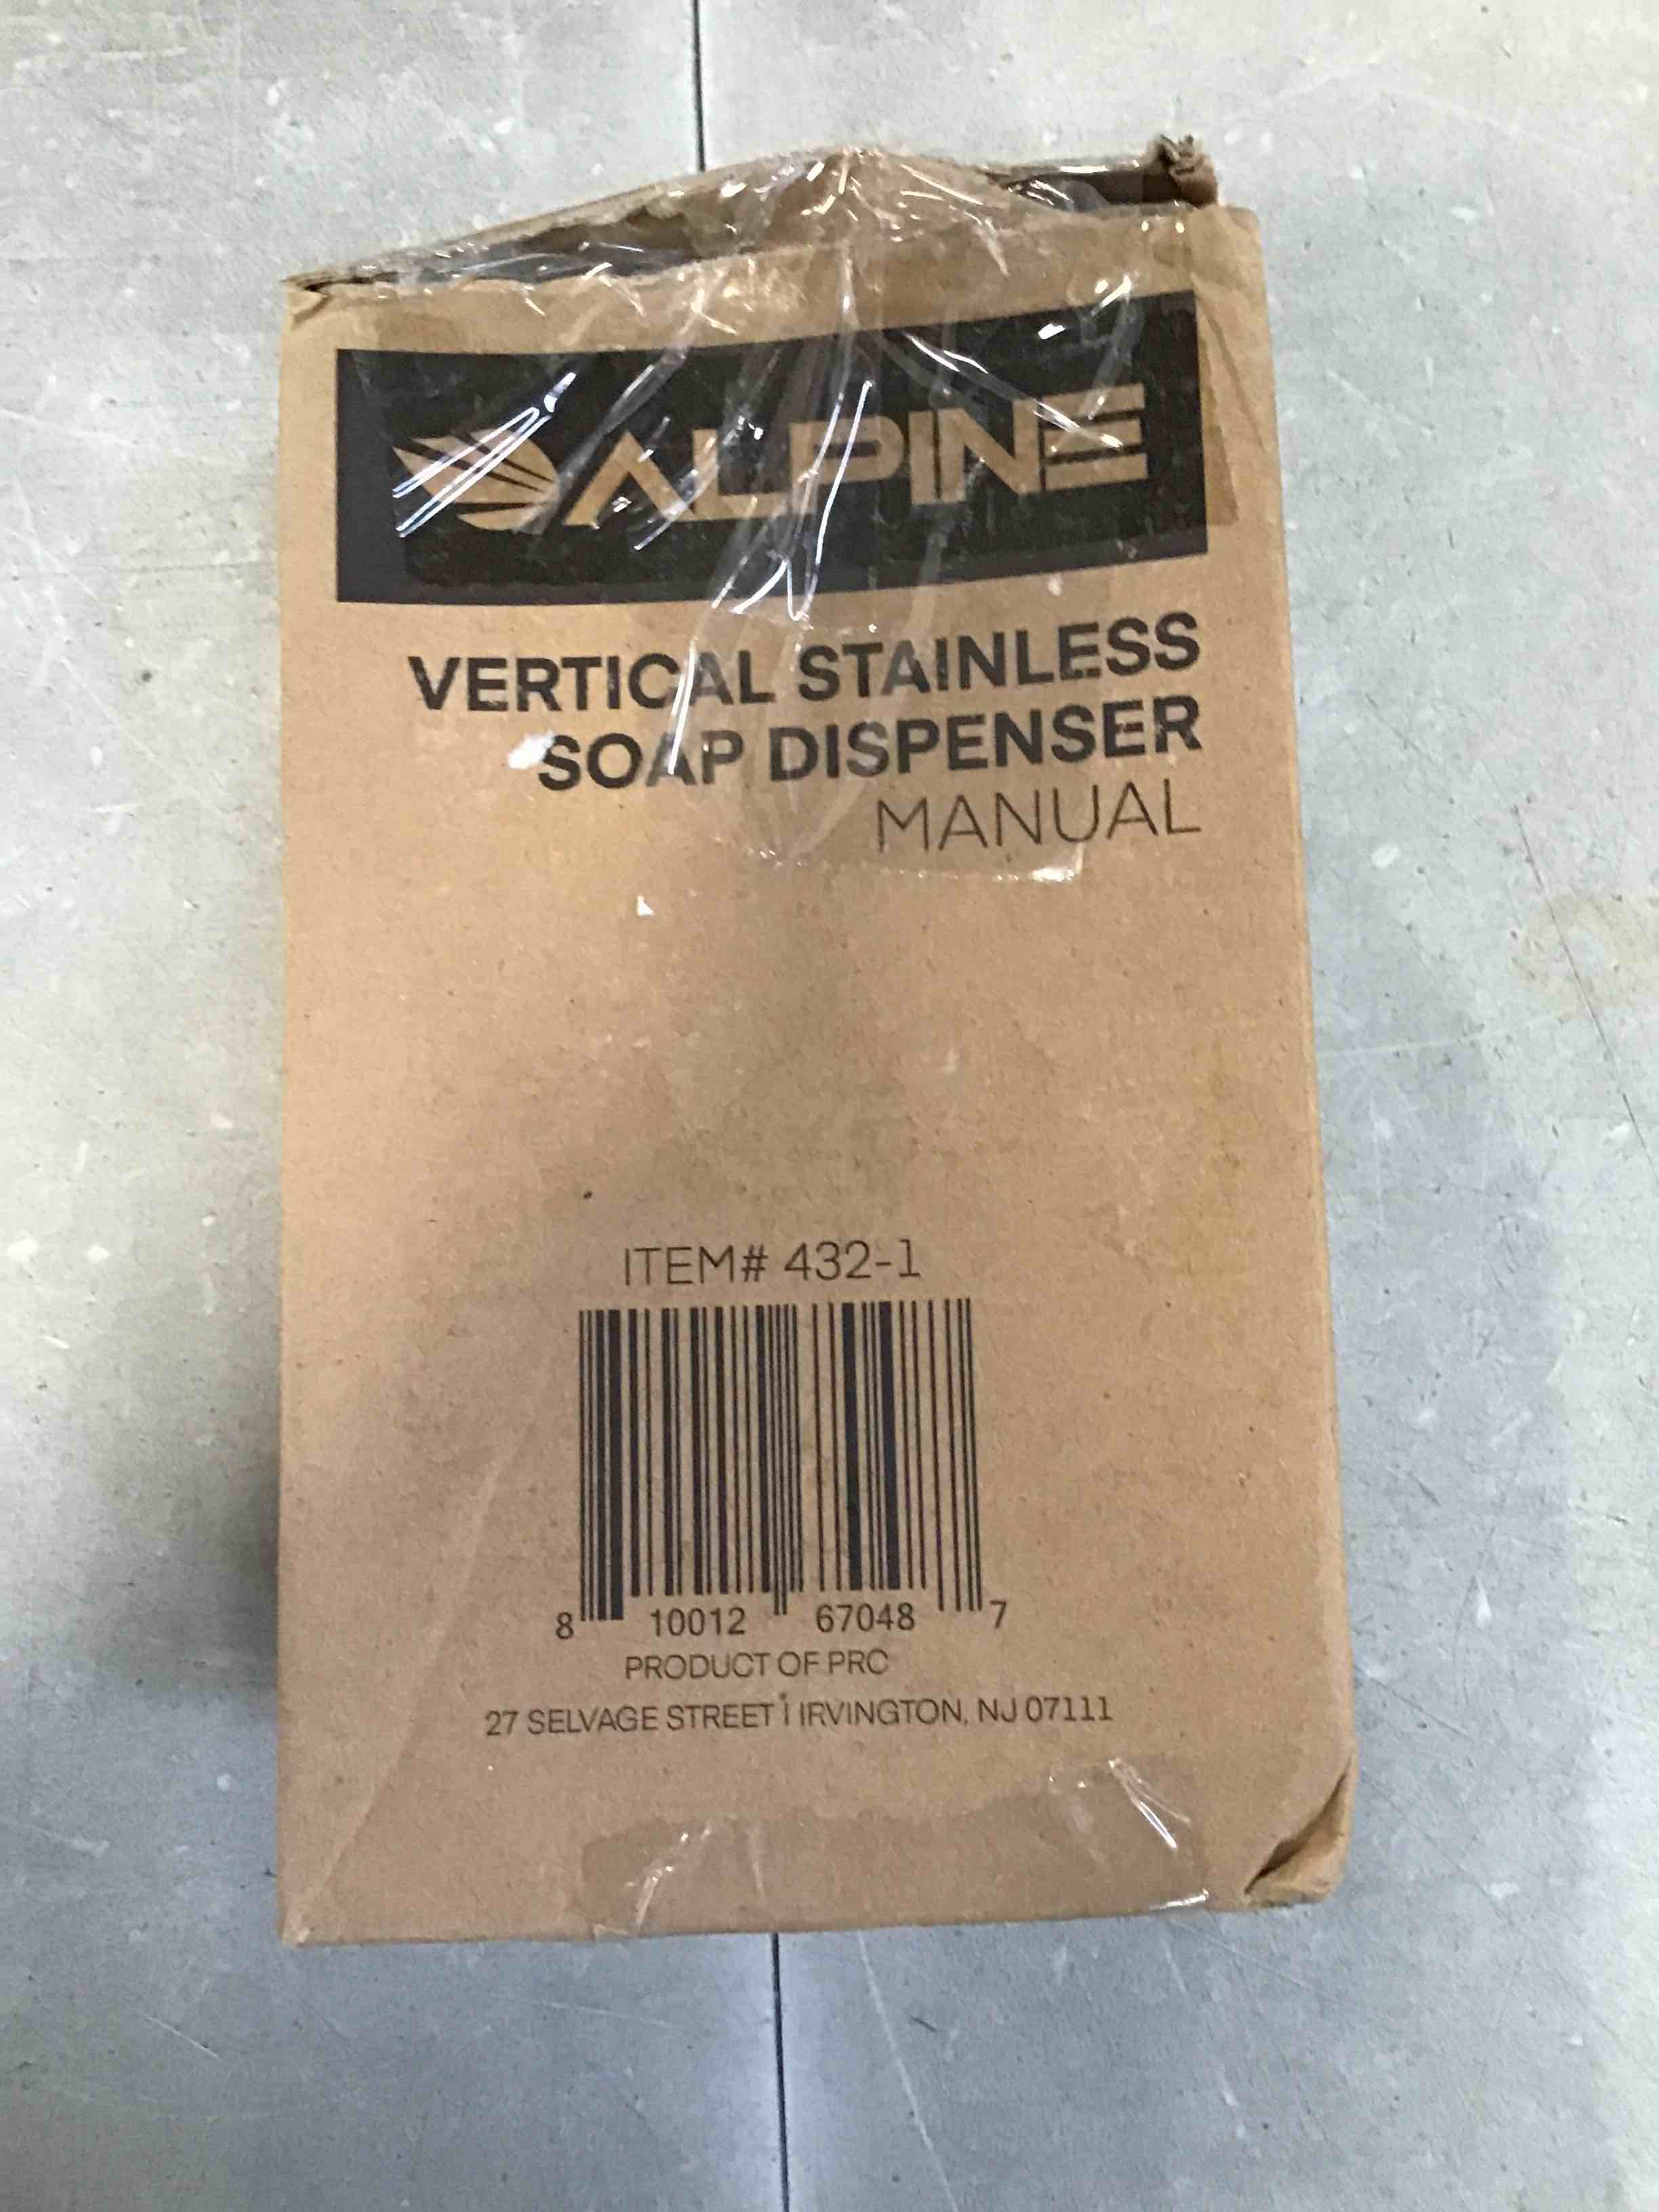 ALPINE
VERTICAL STAINLESS
SOAP DISPENSER
MANUAL
ITEM# 432-1
8 10012 67048 7
PRODUCT OF PRC
27 SELVAGE STREET i IRVINGTON, NJ 07111